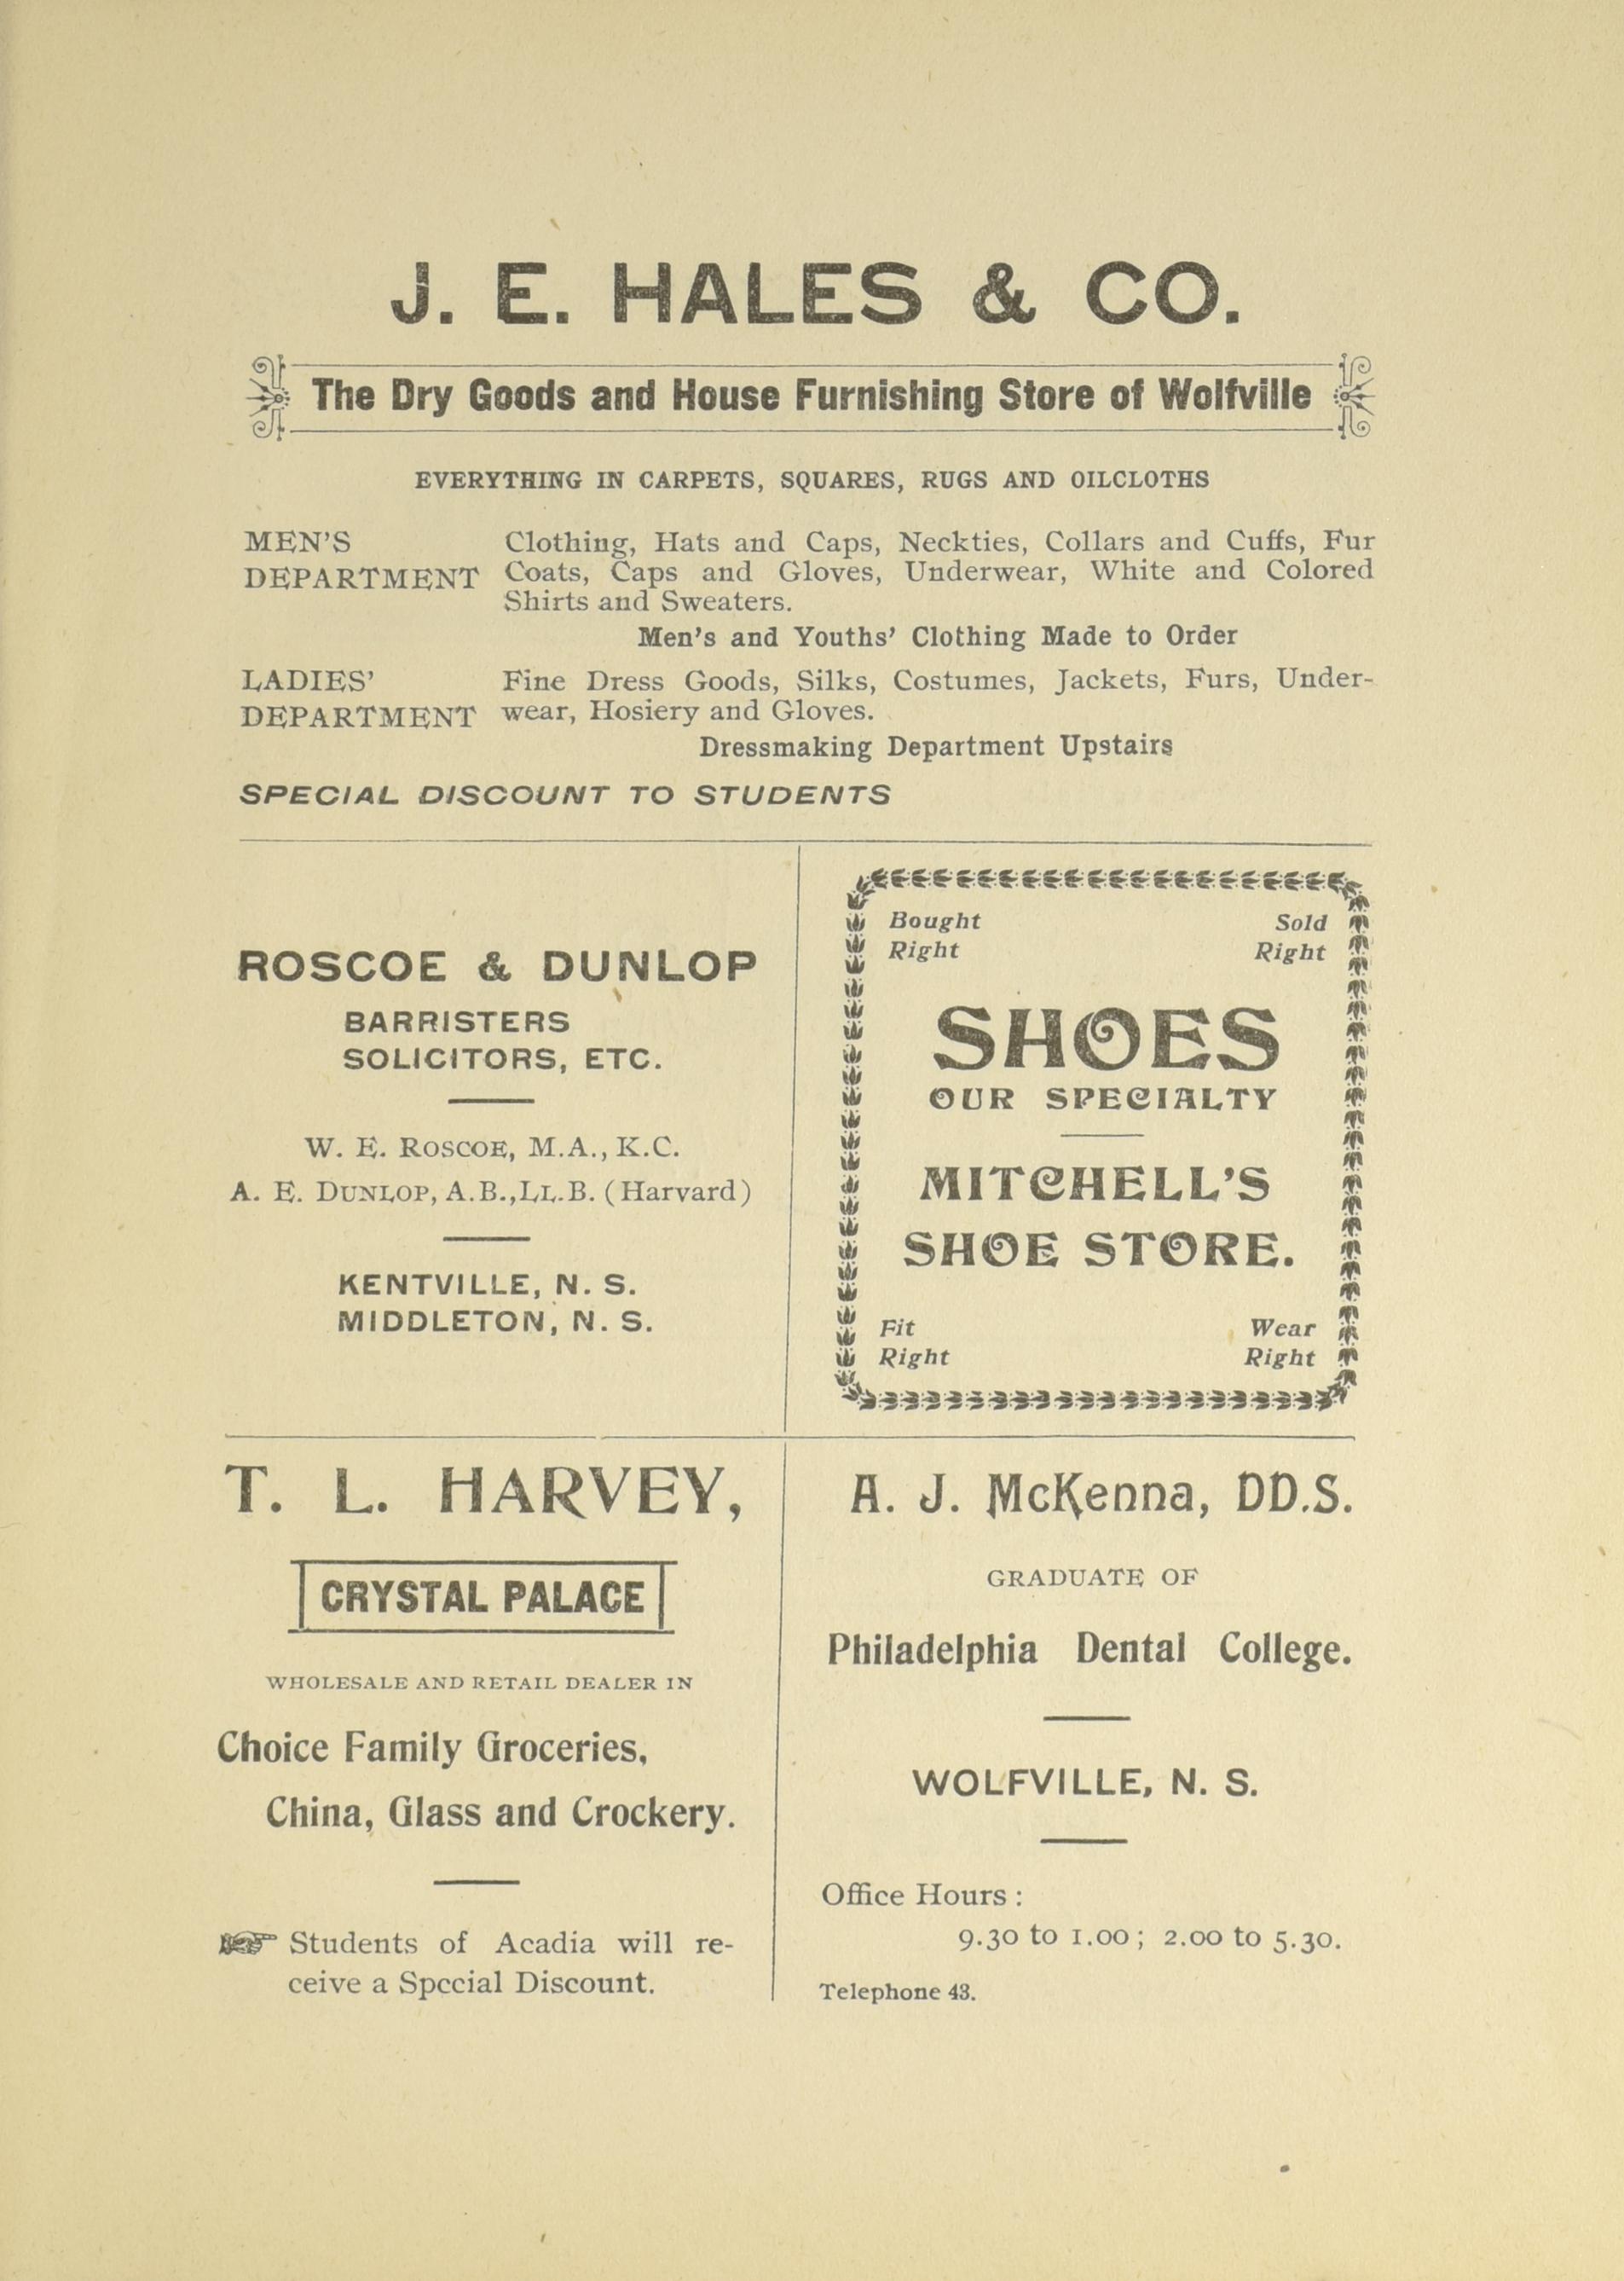 J. E. HALES & CO.
The Dry Goods and House Furnishing Store of Wolfville
EVERYTHING IN CARPETS, SQUARES, RUGS AND OILCLOTHS
MEN'S
DEPARTMENT
Clothing, Hats and Caps, Neckties, Collars and Cuffs, Fur
Coats, Caps and Gloves, Underwear, White and Colored
Shirts and Sweaters.
Men's and Youths' Clothing Made to Order
LADIES'
DEPARTMENT
Fine Dress Goods, Silks, Costumes, Jackets, Furs, Under-
wear, Hosiery and Gloves.
Dressmaking Department Upstairs
SPECIAL DISCOUNT TO STUDENTS
ROSCOE & DUNLOP
BARRISTERS
SOLICITORS, ETC.
W. E. ROSCOE, M.A., K.C.
A. E. DUNLOP, A.B.,LL.B. (Harvard)
KENTVILLE, N. S.
MIDDLETON, N. S.
Bought
Right
Sold
Right
SHOES
OUR SPECIALTY
MITCHELL'S
SHOE STORE.
Fit
Right
Wear
Right
T. L. HARVEY,
CRYSTAL PALACE
WHOLESALE AND RETAIL DEALER IN
Choice Family Groceries,
China, Glass and Crockery.
Students of Acadia will re-
ceive a Speccial Discount.
A. J. McKenna, DD.S.
GRADUATE OF
Philadelphia Dental College.
WOLFVILLE, N. S.
Office Hours :
9.30 to 1.00 ; 2.00 to 5.30.
Telephone 43.